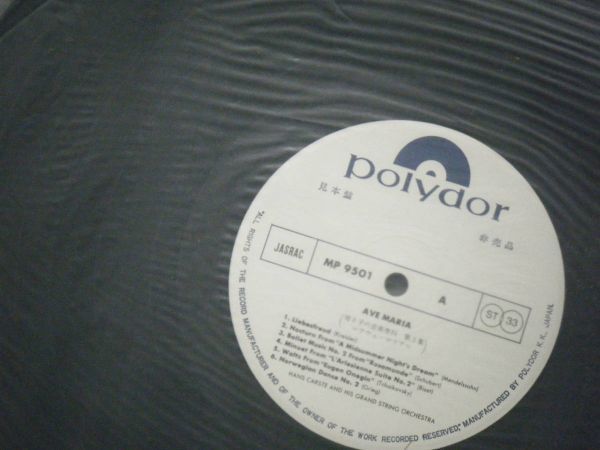 polydor
見本盤
非売品
JASRAC
MP 9501
A
ST 33
AVE MARIA
1. Liebesfreud (Kreisler)
2. Nocturn from "A Midsummer Night's Dream" (Mendelssohn)
3. Ballet Music No. 2 from "Rosamunde" (Schubert)
4. Minuet from "L'Arlesienne Suite No. 2" (Bizet)
5. Waltz from "Eugen Onegin" (Tchaikovsky)
6. Norwegian Dance No. 2 (Grieg)
HANS CARSTE AND HIS GRAND STRING ORCHESTRA
"ALL RIGHTS OF THE RECORD MANUFACTURER AND OF THE OWNER OF THE WORK RECORDED RESERVED." MANUFACTURED BY POLYDOR K.K., JAPAN.